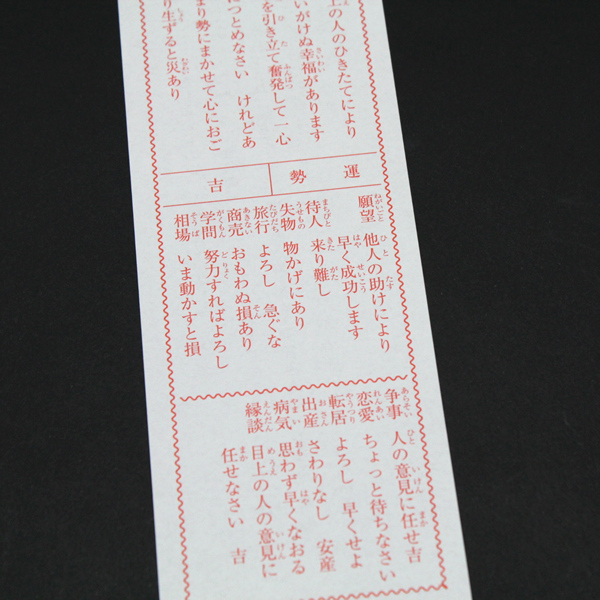 上の人のひきたてにより
いがけぬ幸福があります
を引き立て奮発して一心
につとめなさい けれどあ
まり勢にまかせて心におご
り生ずると災あり
運勢
吉
願望 他人の助けにより
早く成功します
待人 来り難し
失物 物かげにあり
旅行 よろし 急ぐな
商売 おもわぬ損あり
学問 努力すればよろし
相場 いま動かすと損
争事 人の意見に任せ吉
恋愛 ちょっと待ちなさい
転居 よろし 早くせよ
出産 さわりなし 安産
病気 思わず早くなおる
縁談 目上の人の意見に
任せなさい 吉